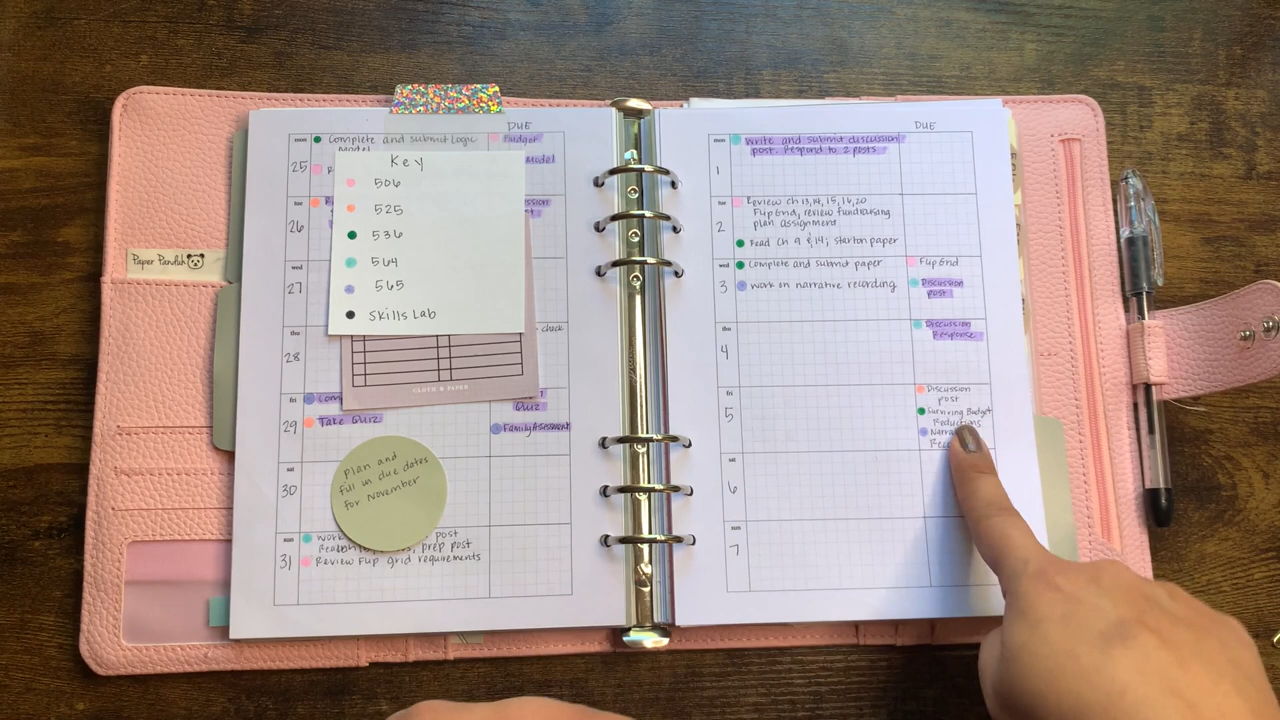 DUE
mon
25
Complete and submit Logic
Model
Budget
Model
Key
506
525
536
564
565
Skills Lab
tue
26
wed
27
thu
28
check
CLOTH & PAPER
fri
29
Quiz
Take Quiz
Family Assessment
sat
30
Plan and
fill in due dates
for November
sun
31
work
post
prep post
Review Fup grid requirements
Paper Panduh
DUE
mon
1
Write and submit discussion
post. Respond to 2 posts
tue
2
Review Ch 13, 14, 15, 16, 20
Fup Grid, review fundraising
plan assignment
Read Ch 9 & 14; start on paper
wed
3
Complete and submit paper
Fup Grid
work on narrative recording
Discussion
post
thu
4
Discussion
Response
fri
5
Discussion
post
Surviving Budget
Reductions
sat
6
sun
7